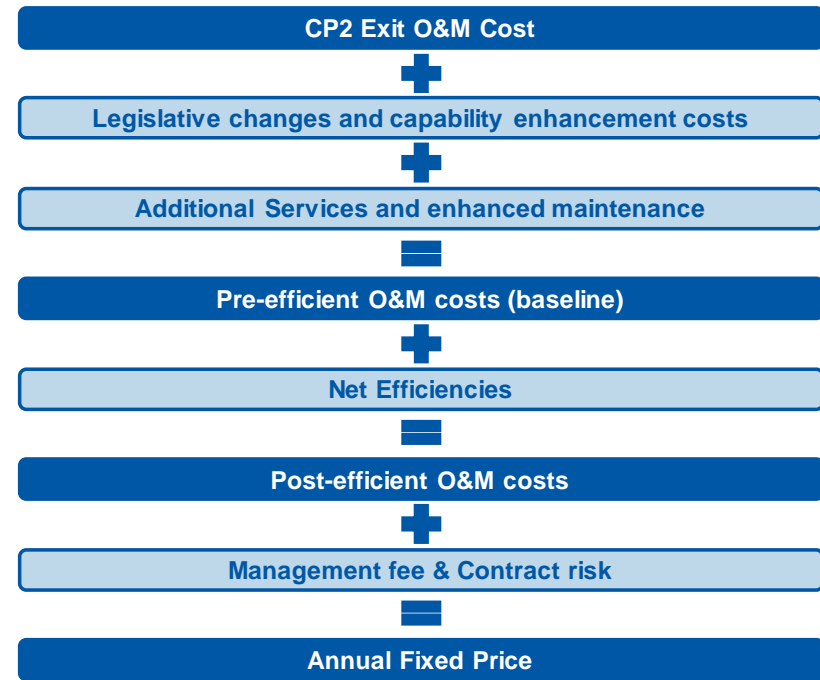 CP2 Exit O&M Cost
Legislative changes and capability enhancement costs
Additional Services and enhanced maintenance
Pre-efficient O&M costs (baseline)
Net Efficiencies
Post-efficient O&M costs
Management fee & Contract risk
Annual Fixed Price